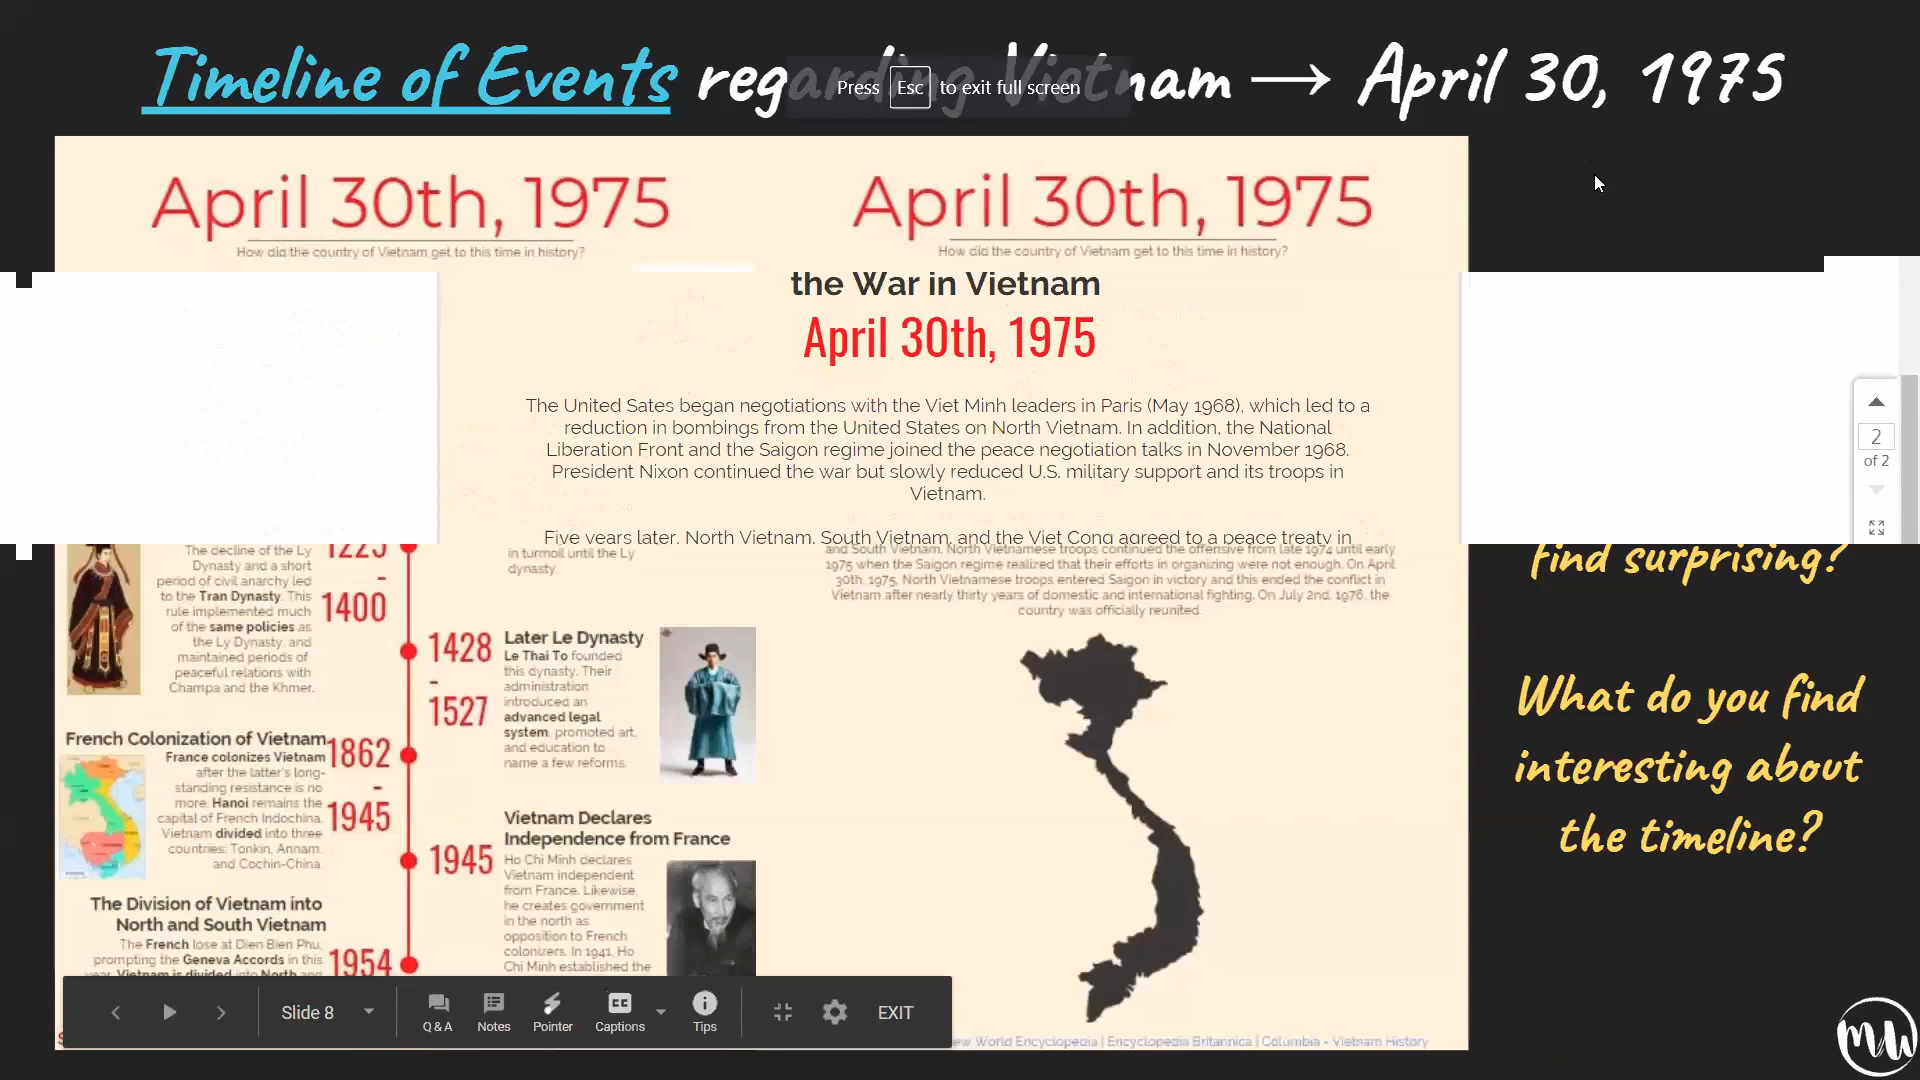 Timeline of Events regarding Vietnam → April 30, 1975
Press Esc to exit full screen
April 30th, 1975
How did the country of Vietnam get to this time in history?
April 30th, 1975
How did the country of Vietnam get to this time in history?
the War in Vietnam
April 30th, 1975
The United Sates began negotiations with the Viet Minh leaders in Paris (May 1968), which led to a
reduction in bombings from the United States on North Vietnam. In addition, the National
Liberation Front and the Saigon regime joined the peace negotiation talks in November 1968.
President Nixon continued the war but slowly reduced U.S. military support and its troops in
Vietnam.
Five years later, North Vietnam, South Vietnam, and the Viet Cong agreed to a peace treaty in
2
of 2
1225
-
1400
The decline of the Ly
Dynasty and a short
period of civil anarchy led
to the Tran Dynasty. This
rule implemented much
of the same policies as
the Ly Dynasty, and
maintained periods of
peaceful relations with
Champa and the Khmer.
in turmoil until the Ly
dynasty.
1428
-
1527
Later Le Dynasty
Le Thai To founded
this dynasty. Their
administration
introduced an
advanced legal
system, promoted art,
and education to
name a few reforms.
French Colonization of Vietnam
1862
-
1945
France colonizes Vietnam
after the latter's long-
standing resistance is no
more. Hanoi remains the
capital of French Indochina.
Vietnam divided into three
countries: Tonkin, Annam,
and Cochin-China.
1945
Vietnam Declares
Independence from France
Ho Chi Minh declares
Vietnam independent
from France. Likewise,
he creates government
in the north as
opposition to French
colonizers. In 1941, Ho
Chi Minh established the
The Division of Vietnam into
North and South Vietnam
1954
The French lose at Dien Bien Phu,
prompting the Geneva Accords in this
year. Vietnam is divided into North and
and South Vietnam, North Vietnamese troops continued the offensive from late 1974 until early
1975 when the Saigon regime realized that their efforts in organizing were not enough. On April
30th, 1975, North Vietnamese troops entered Saigon in victory and this ended the conflict in
Vietnam after nearly thirty years of domestic and international fighting. On July 2nd, 1976, the
country was officially reunited.
find surprising?
What do you find
interesting about
the timeline?
Slide 8
Q & A
Notes
Pointer
CC
Captions
Tips
EXIT
New World Encyclopedia | Encyclopedia Britannica | Columbia - Vietnam History
MW